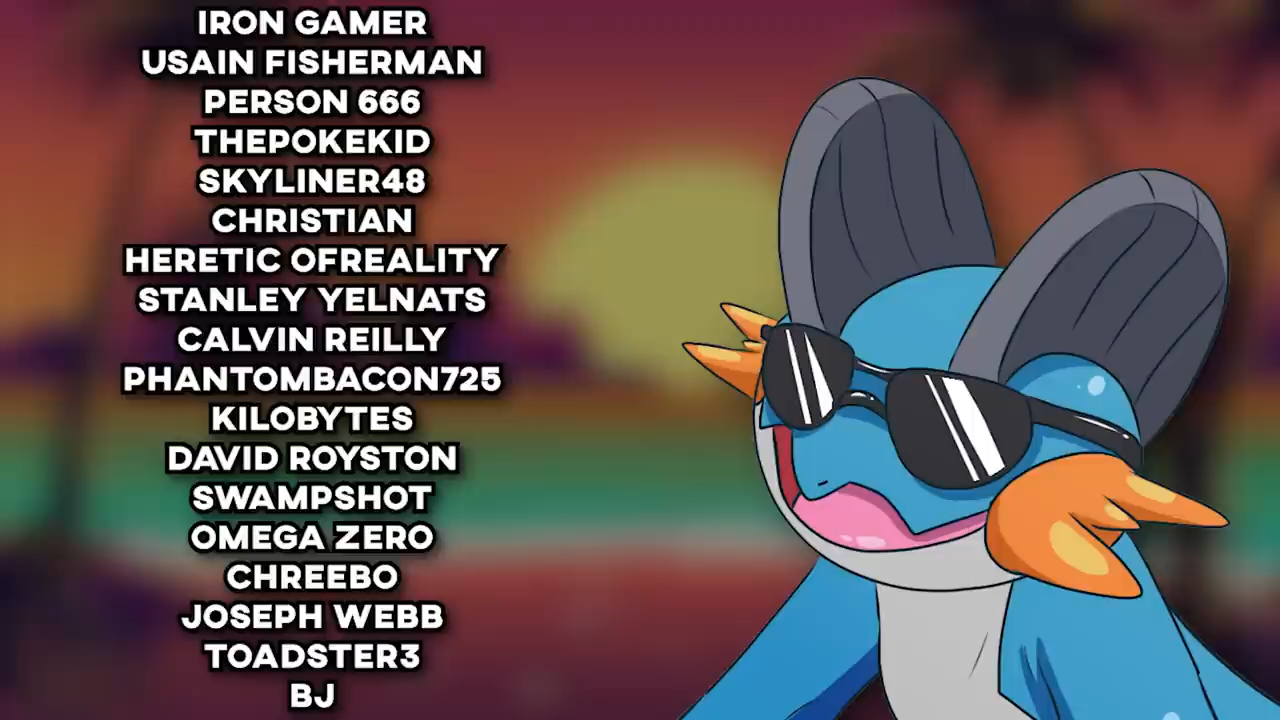 IRON GAMER
USAIN FISHERMAN
PERSON 666
THEPOKEKID
SKYLINER48
CHRISTIAN
HERETIC OFREALITY
STANLEY YELNATS
CALVIN REILLY
PHANTOMBACON725
KILOBYTES
DAVID ROYSTON
SWAMPSHOT
OMEGA ZERO
CHREEBO
JOSEPH WEBB
TOADSTER3
BJ